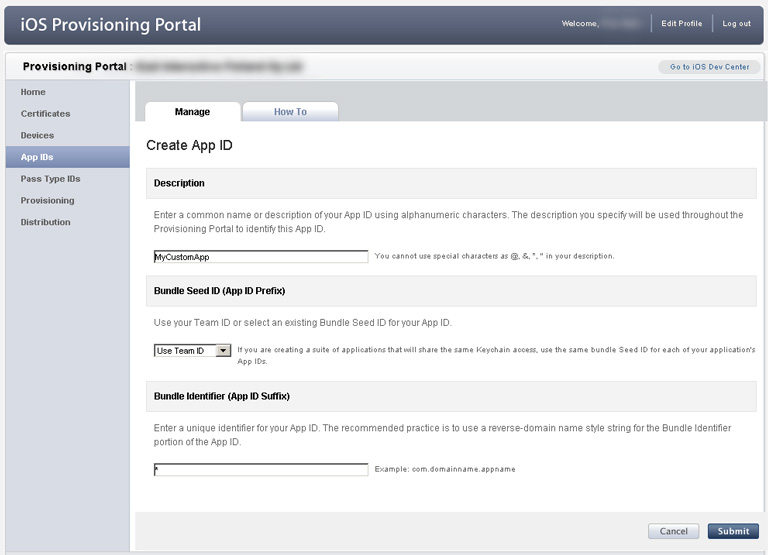 iOS Provisioning Portal
Welcome,
Edit Profile
Log out
Provisioning Portal :
Go to iOS Dev Center
Home
Certificates
Devices
App IDs
Pass Type IDs
Provisioning
Distribution
Manage
How To
Create App ID
Description
Enter a common name or description of your App ID using alphanumeric characters. The description you specify will be used throughout the
Provisioning Portal to identify this App ID.
MyCustomApp
You cannot use special characters as @, &, *, " in your description.
Bundle Seed ID (App ID Prefix)
Use your Team ID or select an existing Bundle Seed ID for your App ID.
Use Team ID
If you are creating a suite of applications that will share the same Keychain access, use the same bundle Seed ID for each of your application's
App IDs.
Bundle Identifier (App ID Suffix)
Enter a unique identifier for your App ID. The recommended practice is to use a reverse-domain name style string for the Bundle Identifier
portion of the App ID.
*
Example: com.domainname.appname
Cancel
Submit